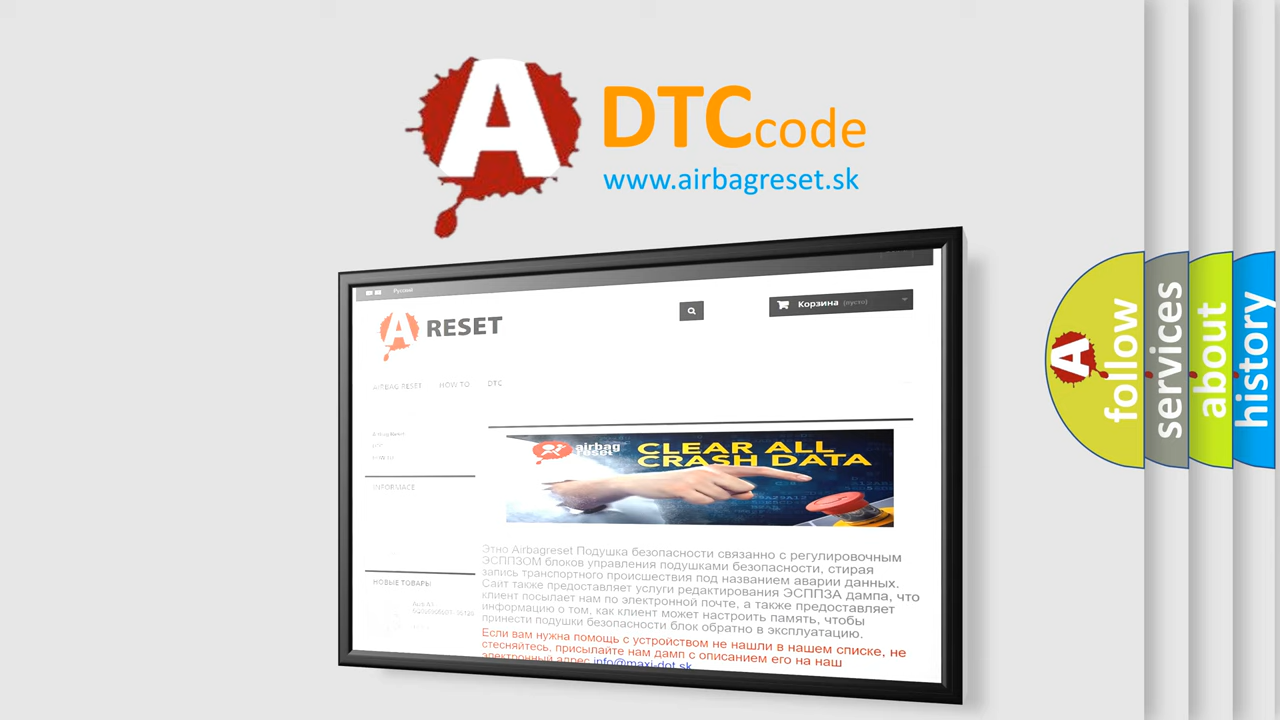 A
DTC code
www.airbagreset.sk
Русский
Корзина (пусто)
A RESET
AIRBAG RESET HOW TO DTC
INFORMACE
airbag
reset
CLEAR ALL
CRASH DATA
Этно Airbagreset Подушка безопасности связанно с регулировочным
ЭСППЗОМ блоков управления подушками безопасности, стирая
запись транспортного происшествия под названием аварии данных.
Сайт также предоставляет услуги редактирования ЭСППЗА дампа, что
клиент посылает нам по электронной почте, а также предоставляет
информацию о том, как клиент может настроить память, чтобы
принести подушки безопасности блок обратно в эксплуатацию.
Если вам нужна помощь с устройством не нашли в нашем списке, не
стесняйтесь, присылайте нам дамп с описанием его на наш
электронный адрес info@maxi-dot.sk
НОВЫЕ ТОВАРЫ
A
follow
services
about
history